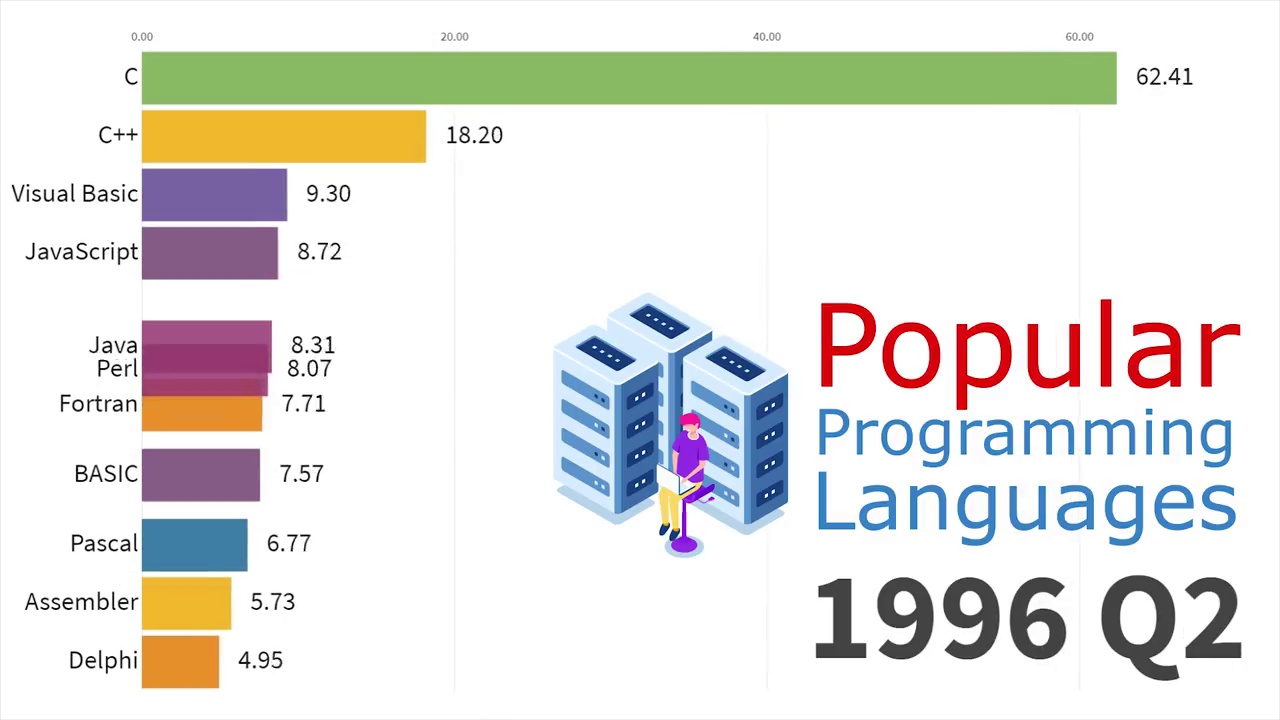 0.00 20.00 40.00 60.00
C 62.41
C++ 18.20
Visual Basic 9.30
JavaScript 8.72
Java 8.31
Perl 8.07
Fortran 7.71
BASIC 7.57
Pascal 6.77
Assembler 5.73
Delphi 4.95
Popular
Programming
Languages
1996 Q2